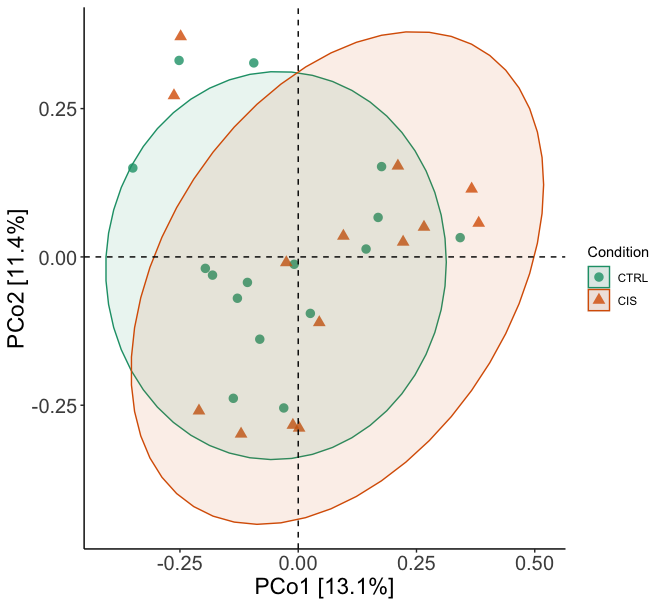 PCo2 [11.4%]
0.25
0.00
-0.25
-0.25 0.00 0.25 0.50
PCo1 [13.1%]
Condition
CTRL
CIS